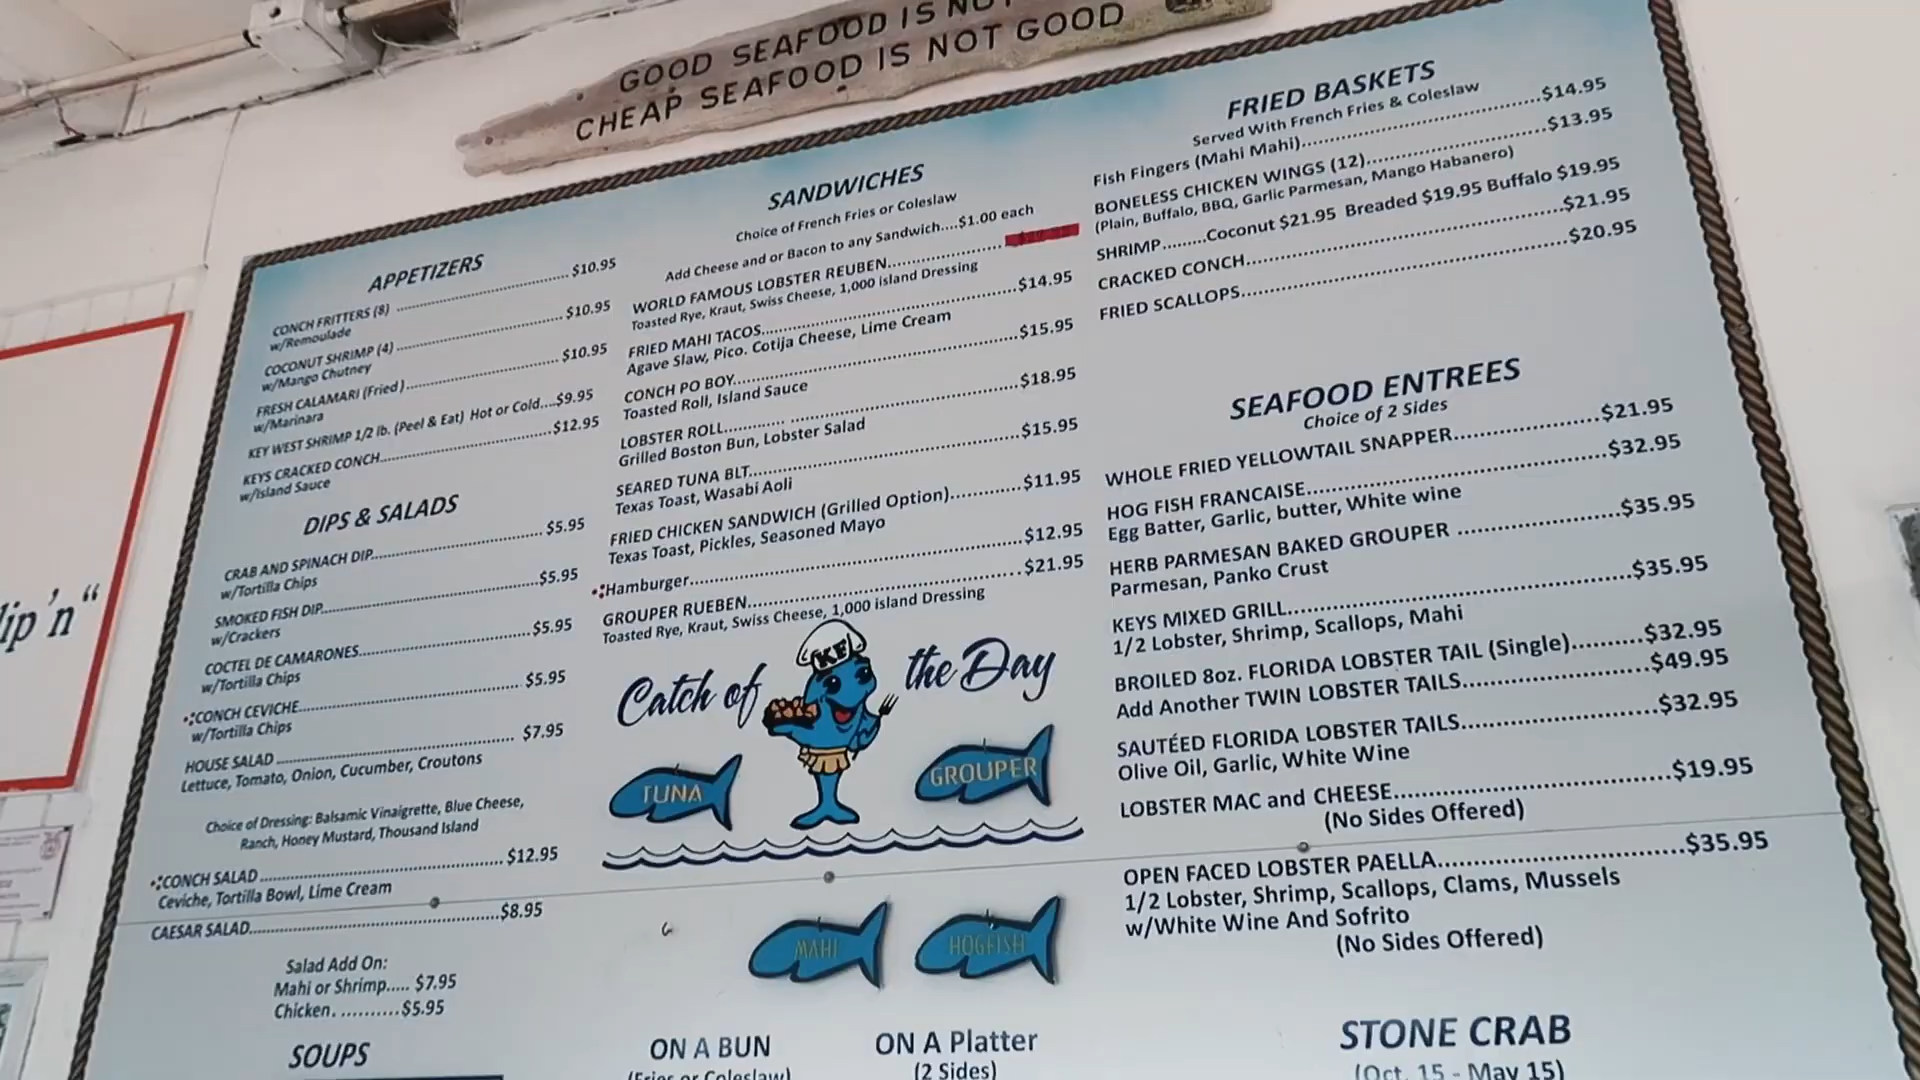 GOOD SEAFOOD IS
CHEAP SEAFOOD IS NOT GOOD
lip'n"
APPETIZERS
CONCH FRITTERS (8) ........ $10.95
w/Remoulade
COCONUT SHRIMP (4) ........ $10.95
w/Mango Chutney
FRESH CALAMARI (Fried) ........ $10.95
w/Marinara
KEY WEST SHRIMP 1/2 lb. (Peel & Eat) Hot or Cold....$9.95
KEYS CRACKED CONCH........$12.95
w/Island Sauce
DIPS & SALADS
CRAB AND SPINACH DIP........$5.95
w/Tortilla Chips
SMOKED FISH DIP........$5.95
w/Crackers
COCTEL DE CAMARONES........$5.95
w/Tortilla Chips
CONCH CEVICHE........$5.95
w/Tortilla Chips
HOUSE SALAD ........ $7.95
Lettuce, Tomato, Onion, Cucumber, Croutons
Choice of Dressing: Balsamic Vinaigrette, Blue Cheese,
Ranch, Honey Mustard, Thousand Island
CONCH SALAD ........ $12.95
Ceviche, Tortilla Bowl, Lime Cream
CAESAR SALAD........$8.95
Salad Add On:
Mahi or Shrimp..... $7.95
Chicken. ..........$5.95
SOUPS
SANDWICHES
Choice of French Fries or Coleslaw
Add Cheese and or Bacon to any Sandwich....$1.00 each
WORLD FAMOUS LOBSTER REUBEN........
Toasted Rye, Kraut, Swiss Cheese, 1,000 island Dressing
FRIED MAHI TACOS........$14.95
Agave Slaw, Pico. Cotija Cheese, Lime Cream
CONCH PO BOY........$15.95
Toasted Roll, Island Sauce
LOBSTER ROLL........$18.95
Grilled Boston Bun, Lobster Salad
SEARED TUNA BLT........$15.95
Texas Toast, Wasabi Aoli
FRIED CHICKEN SANDWICH (Grilled Option)............$11.95
Texas Toast, Pickles, Seasoned Mayo
Hamburger........$12.95
GROUPER RUEBEN........$21.95
Toasted Rye, Kraut, Swiss Cheese, 1,000 island Dressing
Catch of the Day
KF
TUNA
GROUPER
MAHI
HOGFISH
ON A BUN
(Fries or Coleslaw)
ON A Platter
(2 Sides)
FRIED BASKETS
Served With French Fries & Coleslaw
Fish Fingers (Mahi Mahi)........$14.95
BONELESS CHICKEN WINGS (12)........$13.95
(Plain, Buffalo, BBQ, Garlic Parmesan, Mango Habanero)
SHRIMP.........Coconut $21.95 Breaded $19.95 Buffalo $19.95
CRACKED CONCH........$21.95
FRIED SCALLOPS........$20.95
SEAFOOD ENTREES
Choice of 2 Sides
WHOLE FRIED YELLOWTAIL SNAPPER........$21.95
HOG FISH FRANCAISE........$32.95
Egg Batter, Garlic, butter, White wine
HERB PARMESAN BAKED GROUPER ........$35.95
Parmesan, Panko Crust
KEYS MIXED GRILL........$35.95
1/2 Lobster, Shrimp, Scallops, Mahi
BROILED 8oz. FLORIDA LOBSTER TAIL (Single)..........$32.95
Add Another TWIN LOBSTER TAILS........$49.95
SAUTÉED FLORIDA LOBSTER TAILS........$32.95
Olive Oil, Garlic, White Wine
LOBSTER MAC and CHEESE........$19.95
(No Sides Offered)
OPEN FACED LOBSTER PAELLA........$35.95
1/2 Lobster, Shrimp, Scallops, Clams, Mussels
w/White Wine And Sofrito
(No Sides Offered)
STONE CRAB
(Oct. 15 - May 15)